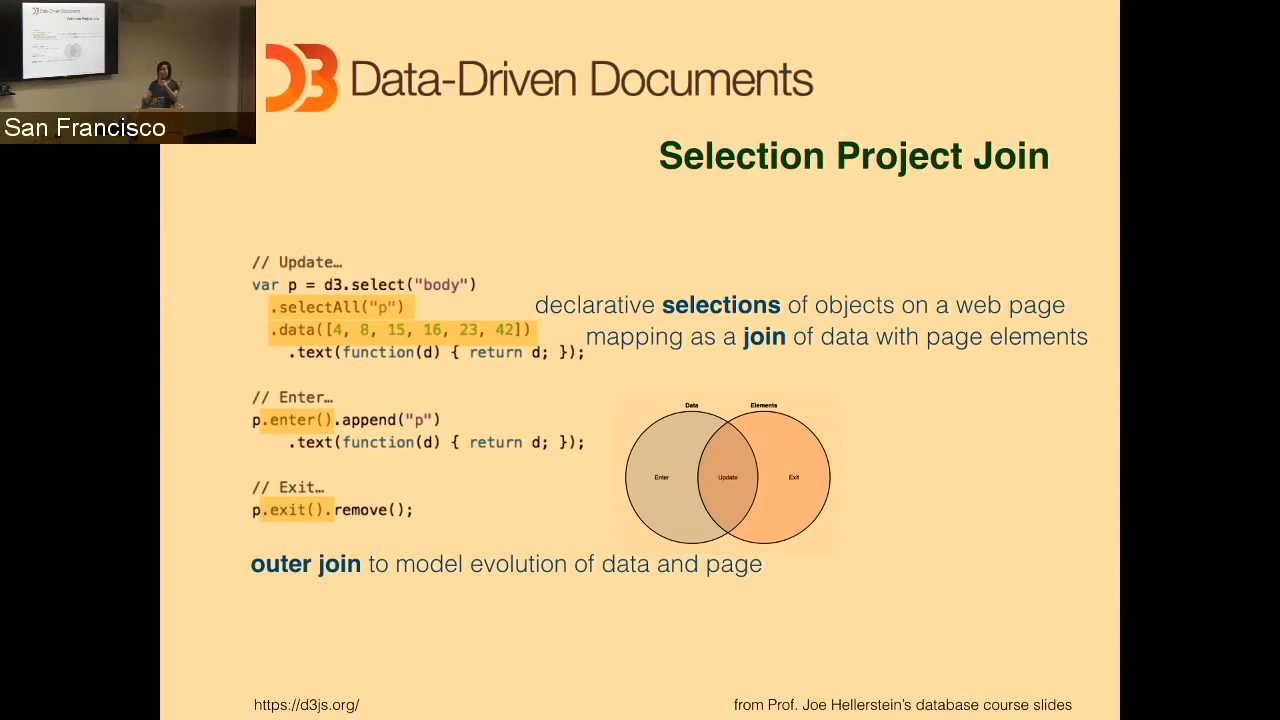 San Francisco
D3 Data-Driven Documents
Selection Project Join
// Update…
var p = d3.select("body")
.selectAll("p")
.data([4, 8, 15, 16, 23, 42])
.text(function(d) { return d; });
declarative selections of objects on a web page
mapping as a join of data with page elements
// Enter…
p.enter().append("p")
.text(function(d) { return d; });
// Exit…
p.exit().remove();
Data
Elements
Enter
Update
Exit
outer join to model evolution of data and page
https://d3js.org/
from Prof. Joe Hellerstein's database course slides